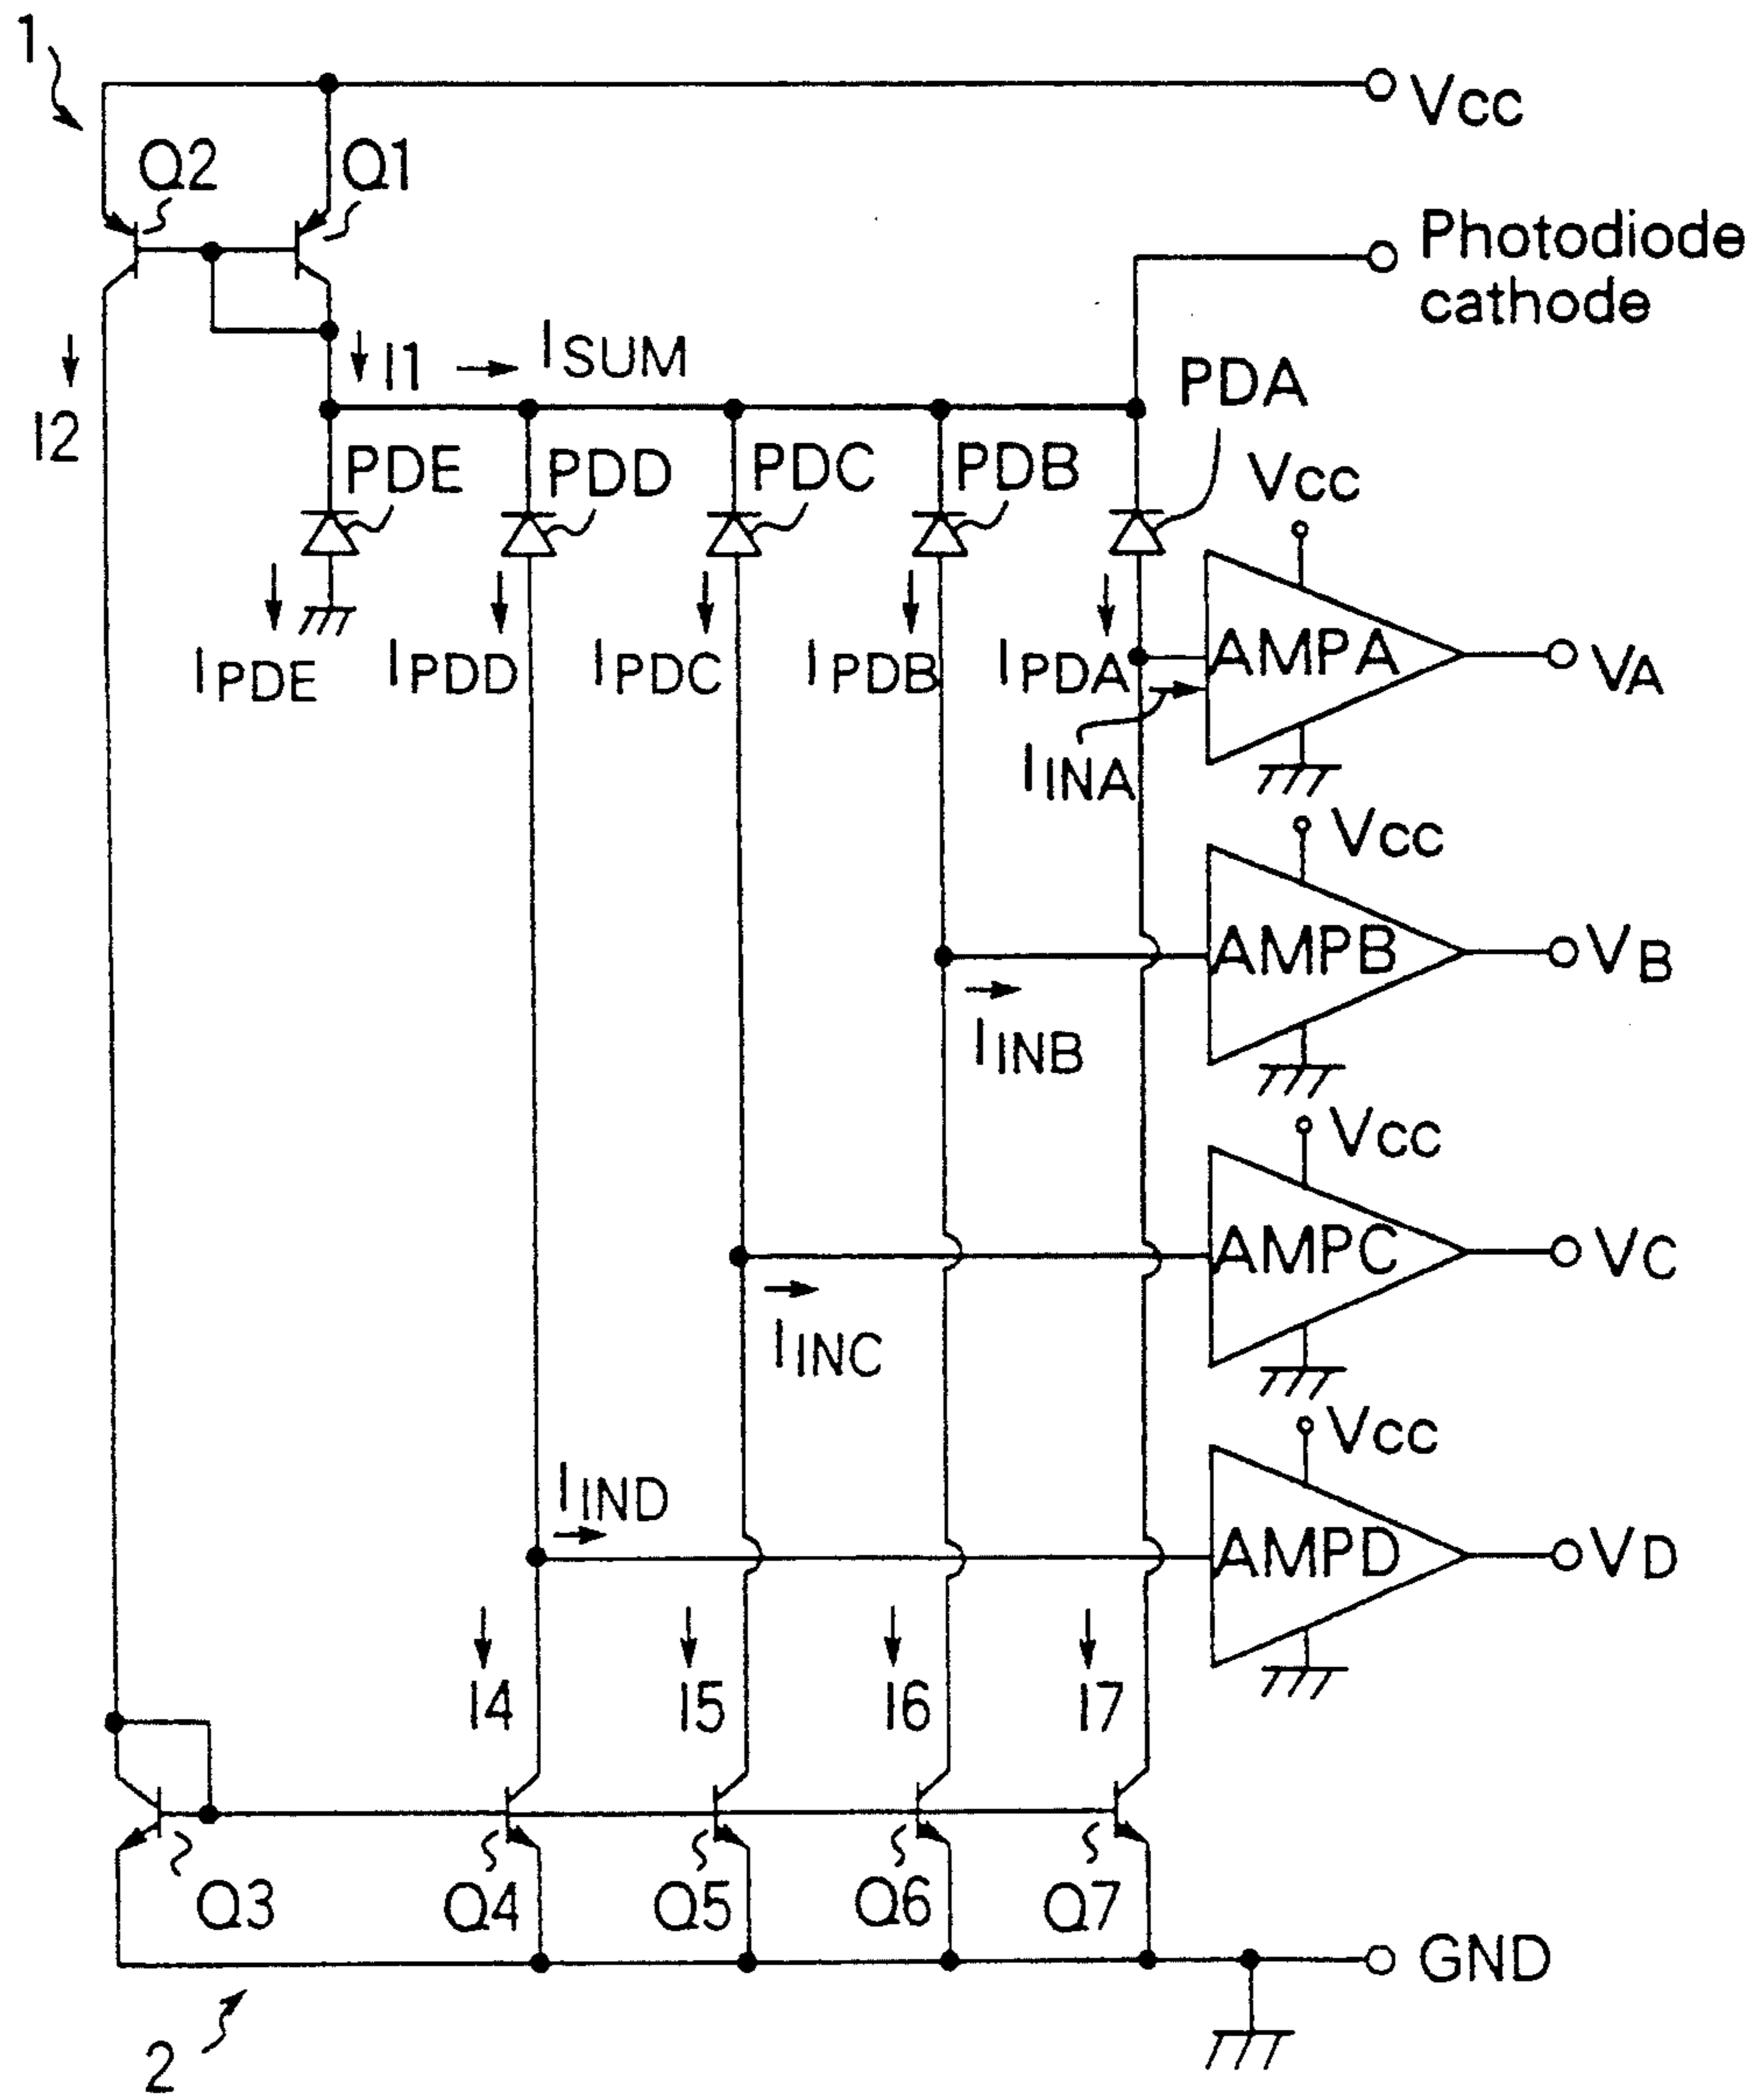 1
Vcc
Q2
Q1
Photodiode
cathode
I1
ISUM
PDA
I2
PDE
PDD
PDC
PDB
Vcc
IPDE
IPDD
IPDC
IPDB
IPDA
AMPA
VA
IINA
Vcc
AMPB
VB
IINB
Vcc
AMPC
VC
IINC
Vcc
IIND
AMPD
VD
I4
I5
I6
I7
Q3
Q4
Q5
Q6
Q7
GND
2